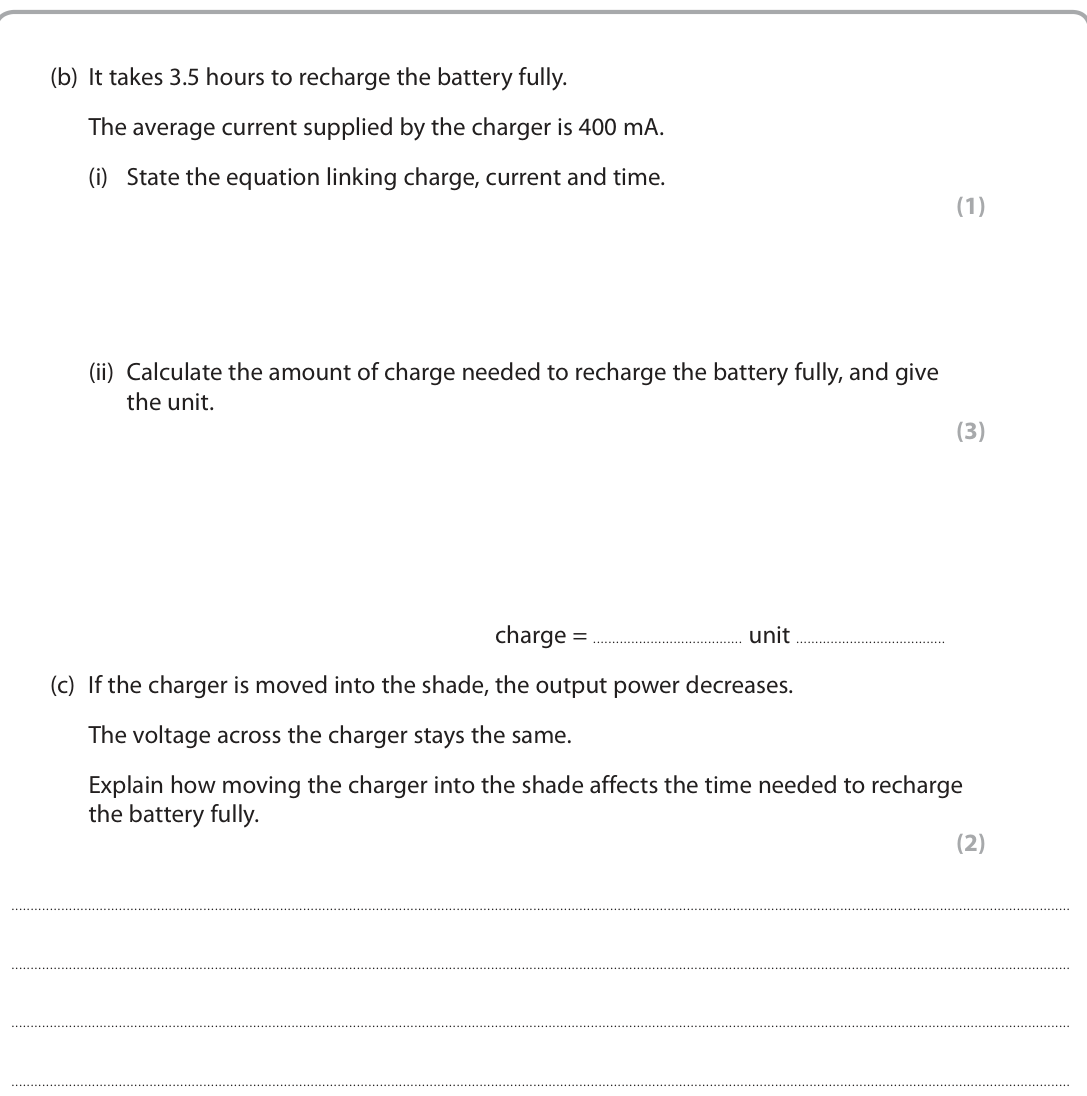 (b) It takes 3.5 hours to recharge the battery fully.
The average current supplied by the charger is 400 mA.
(i) State the equation linking charge, current and time.
(1)
(ii) Calculate the amount of charge needed to recharge the battery fully, and give
the unit.
(3)
charge = ........................................ unit ........................................
(c) If the charger is moved into the shade, the output power decreases.
The voltage across the charger stays the same.
Explain how moving the charger into the shade affects the time needed to recharge
the battery fully.
(2)